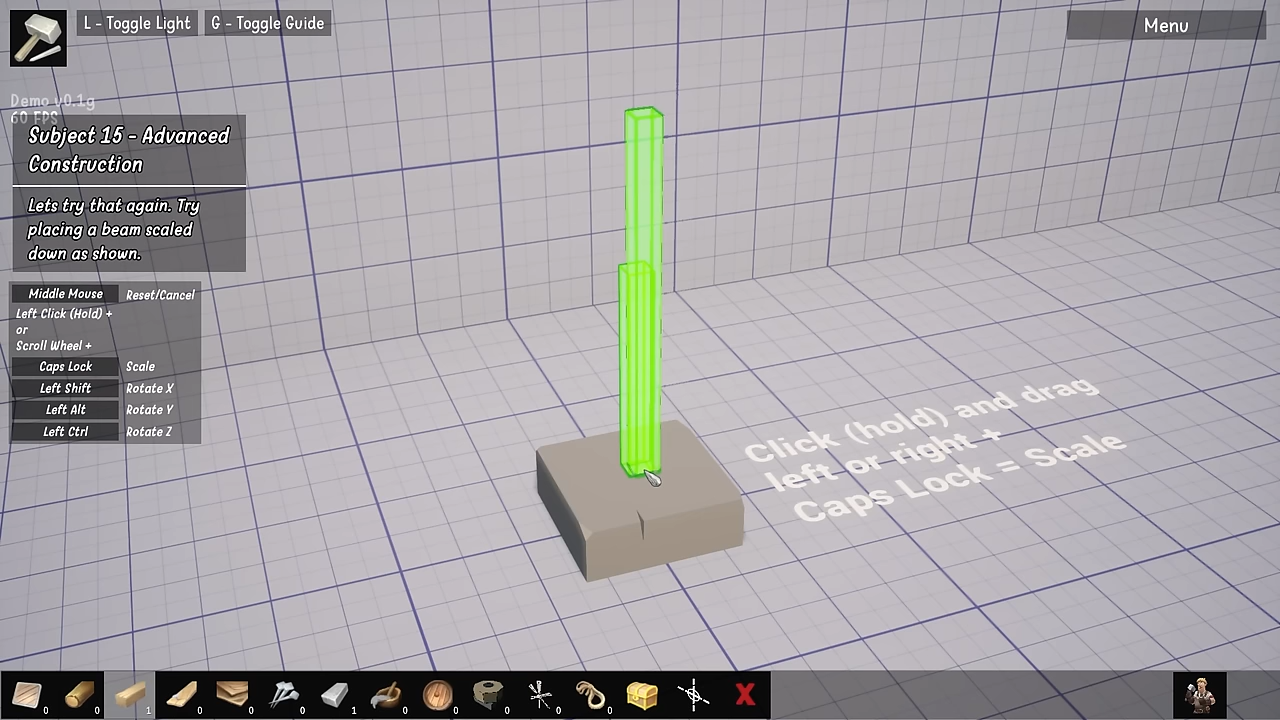 L - Toggle Light
G - Toggle Guide
Menu
Demo v0.1g
60 FPS
Subject 15 - Advanced
Construction
Lets try that again. Try
placing a beam scaled
down as shown.
Middle Mouse Reset/Cancel
Left Click (Hold) +
or
Scroll Wheel +
Caps Lock Scale
Left Shift Rotate X
Left Alt Rotate Y
Left Ctrl Rotate Z
Click (hold) and drag
left or right +
Caps Lock = Scale
0 1 0 0 0 1 0 0 0 0 0